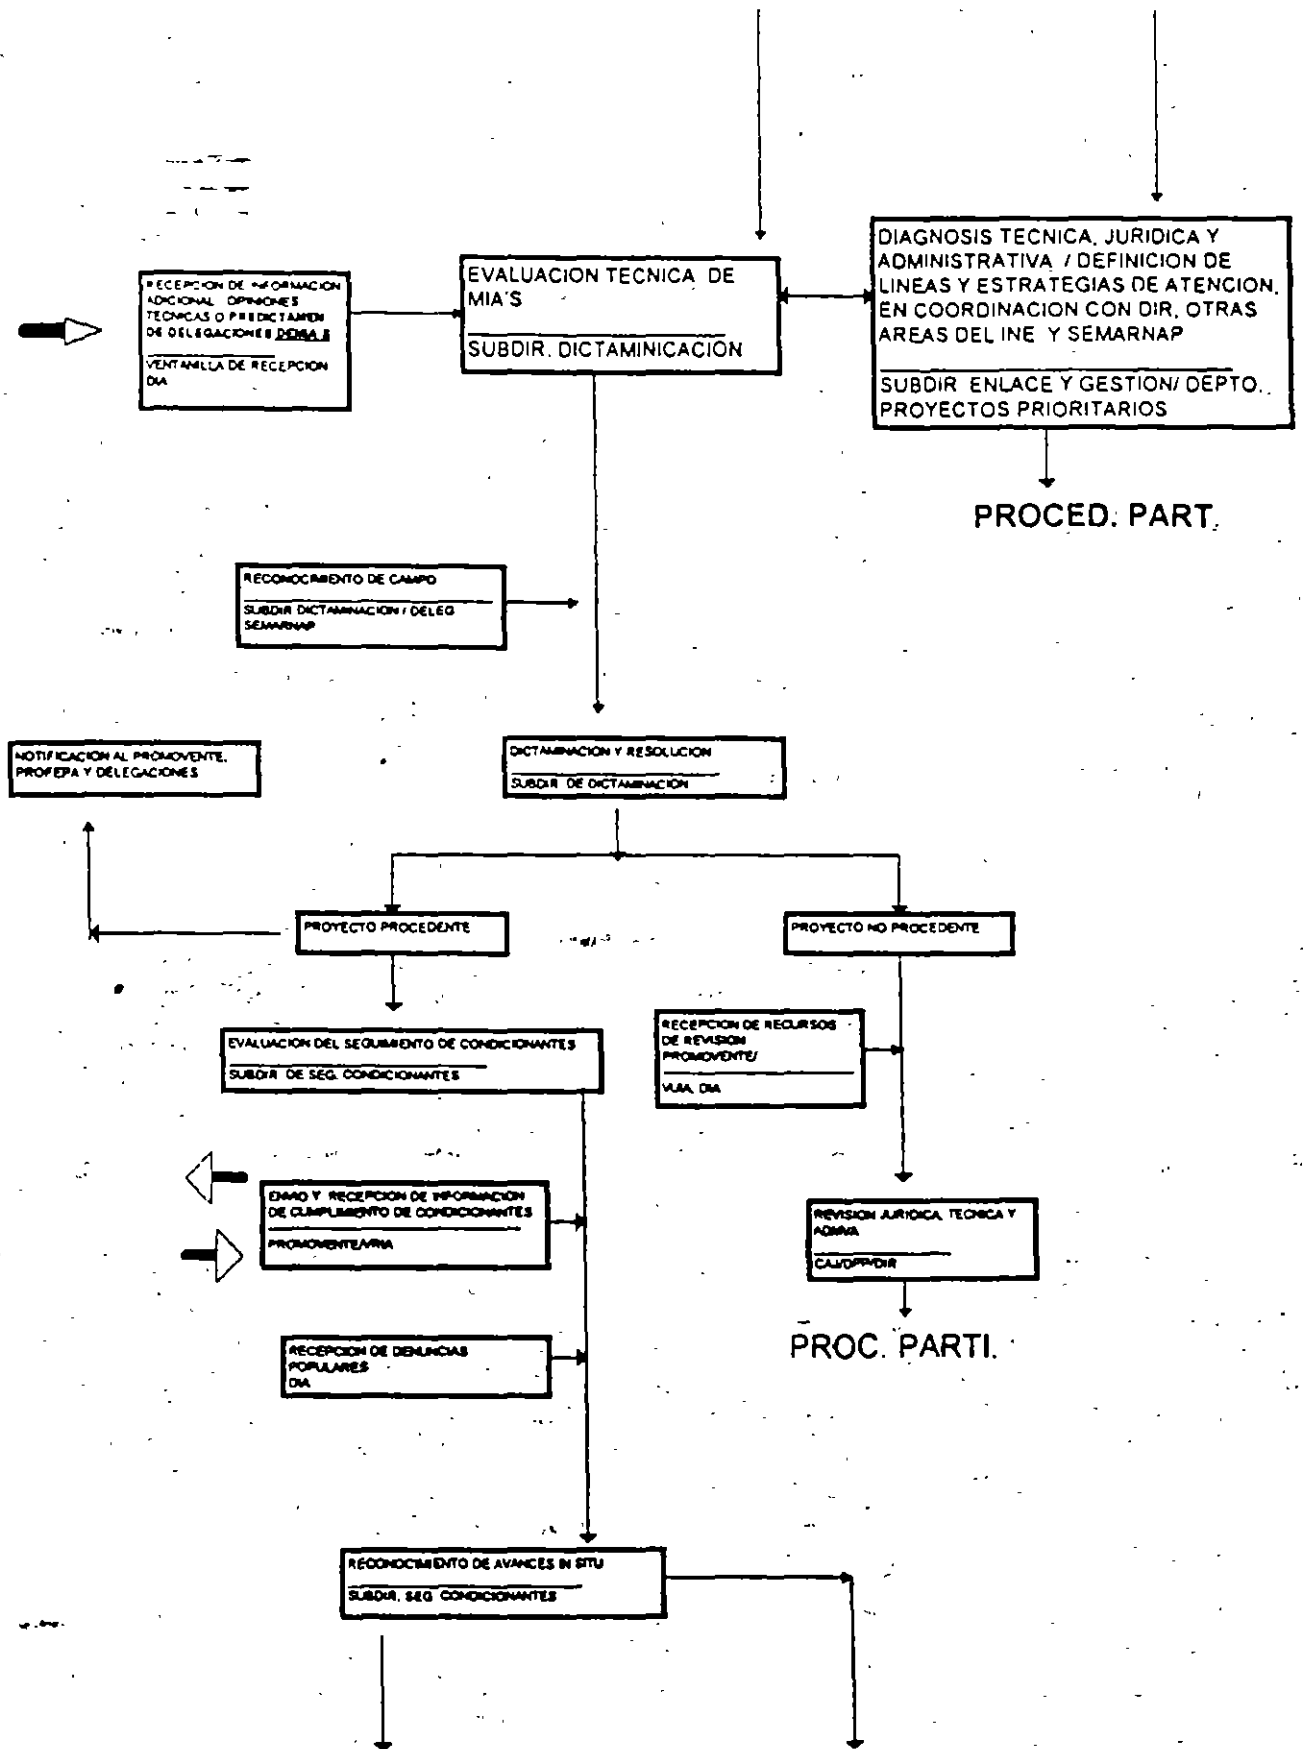 DIAGNOSIS TECNICA, JURIDICA Y
ADMINISTRATIVA / DEFINICION DE
LINEAS Y ESTRATEGIAS DE ATENCION,
EN COORDINACION CON DIR, OTRAS
AREAS DEL INE Y SEMARNAP
SUBDIR ENLACE Y GESTION/ DEPTO.
PROYECTOS PRIORITARIOS
EVALUACION TECNICA DE
MIA'S
SUBDIR. DICTAMINICACION
RECEPCION DE INFORMACION
ADICIONAL OPINIONES
TECNICAS O PREDICTAMEN
DE DELEGACIONES
VENTANILLA DE RECEPCION
DIA
PROCED. PART.
RECONOCIMIENTO DE CAMPO
SUBDIR DICTAMINACION / DELEG
SEMARNAP
NOTIFICACION AL PROMOVENTE,
PROFEPA Y DELEGACIONES
DICTAMINACION Y RESOLUCION
SUBDIR DE DICTAMINACION
PROYECTO PROCEDENTE
PROYECTO NO PROCEDENTE
EVALUACION DEL SEGUIMIENTO DE CONDICIONANTES
SUBDIR DE SEG. CONDICIONANTES
RECEPCION DE RECURSOS
DE REVISION
PROMOVENTE/
DIA
ENVIO Y RECEPCION DE INFORMACION
DE CUMPLIMIENTO DE CONDICIONANTES
REVISION JURIDICA, TECNICA Y
ADMVA
PROC. PARTI.
RECEPCION DE DENUNCIAS
POPULARES
DIA
RECONOCIMIENTO DE AVANCES IN SITU
SUBDIR. SEG CONDICIONANTES